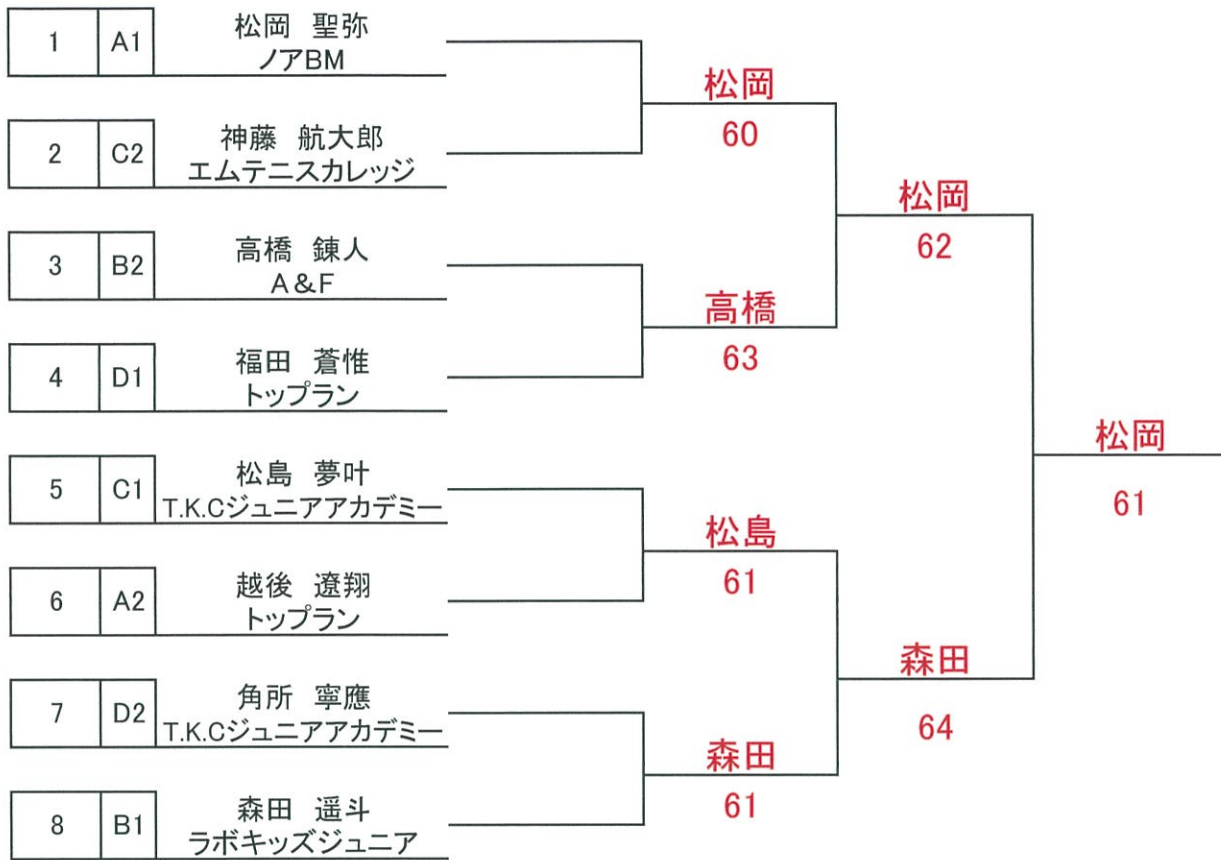 1 A1 松岡 聖弥
ノアBM
2 C2 神藤 航大郎
エムテニスカレッジ
3 B2 高橋 錬人
A&F
4 D1 福田 蒼惟
トップラン
5 C1 松島 夢叶
T.K.Cジュニアアカデミー
6 A2 越後 遼翔
トップラン
7 D2 角所 寧應
T.K.Cジュニアアカデミー
8 B1 森田 遥斗
ラボキッズジュニア
松岡
60
高橋
63
松島
61
森田
61
松岡
62
森田
64
松岡
61